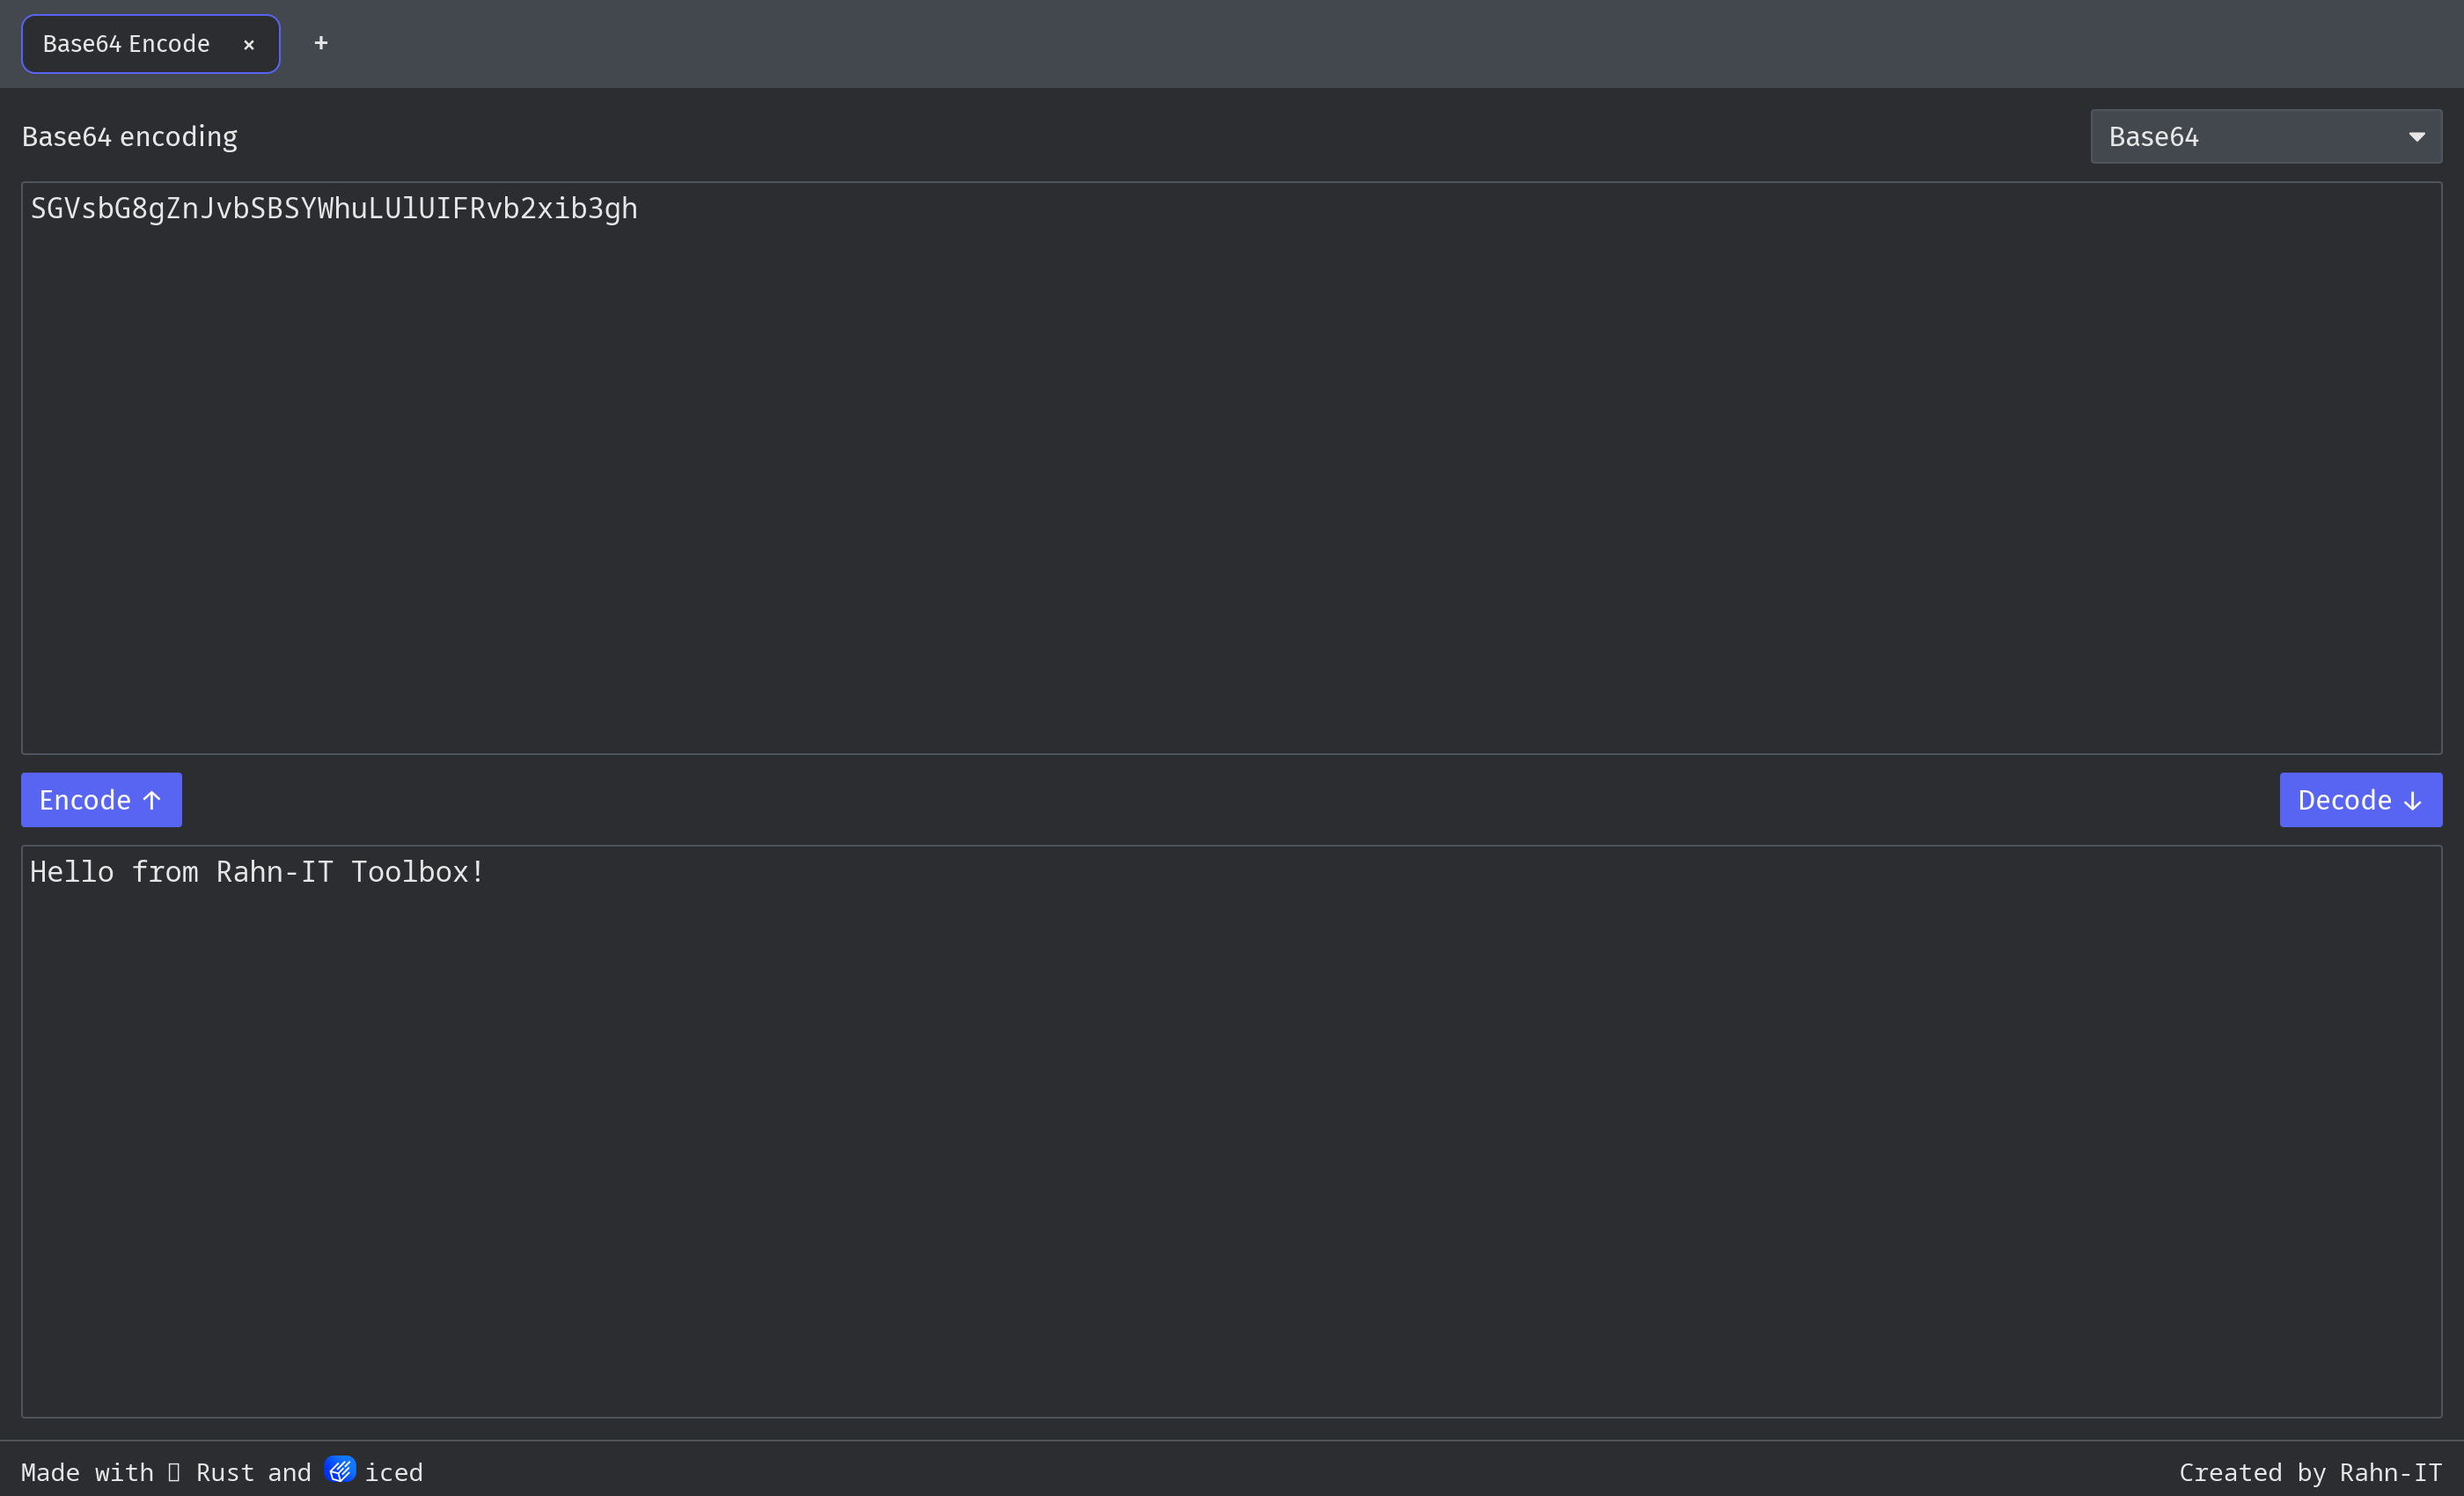 Base64 Encode × +
Base64 encoding
Base64
SGVsbG8gZnJvbSBSYWhuLUlUIFRvb2xib3gh
Encode ↑
Decode ↓
Hello from Rahn-IT Toolbox!
Made with Rust and iced
Created by Rahn-IT